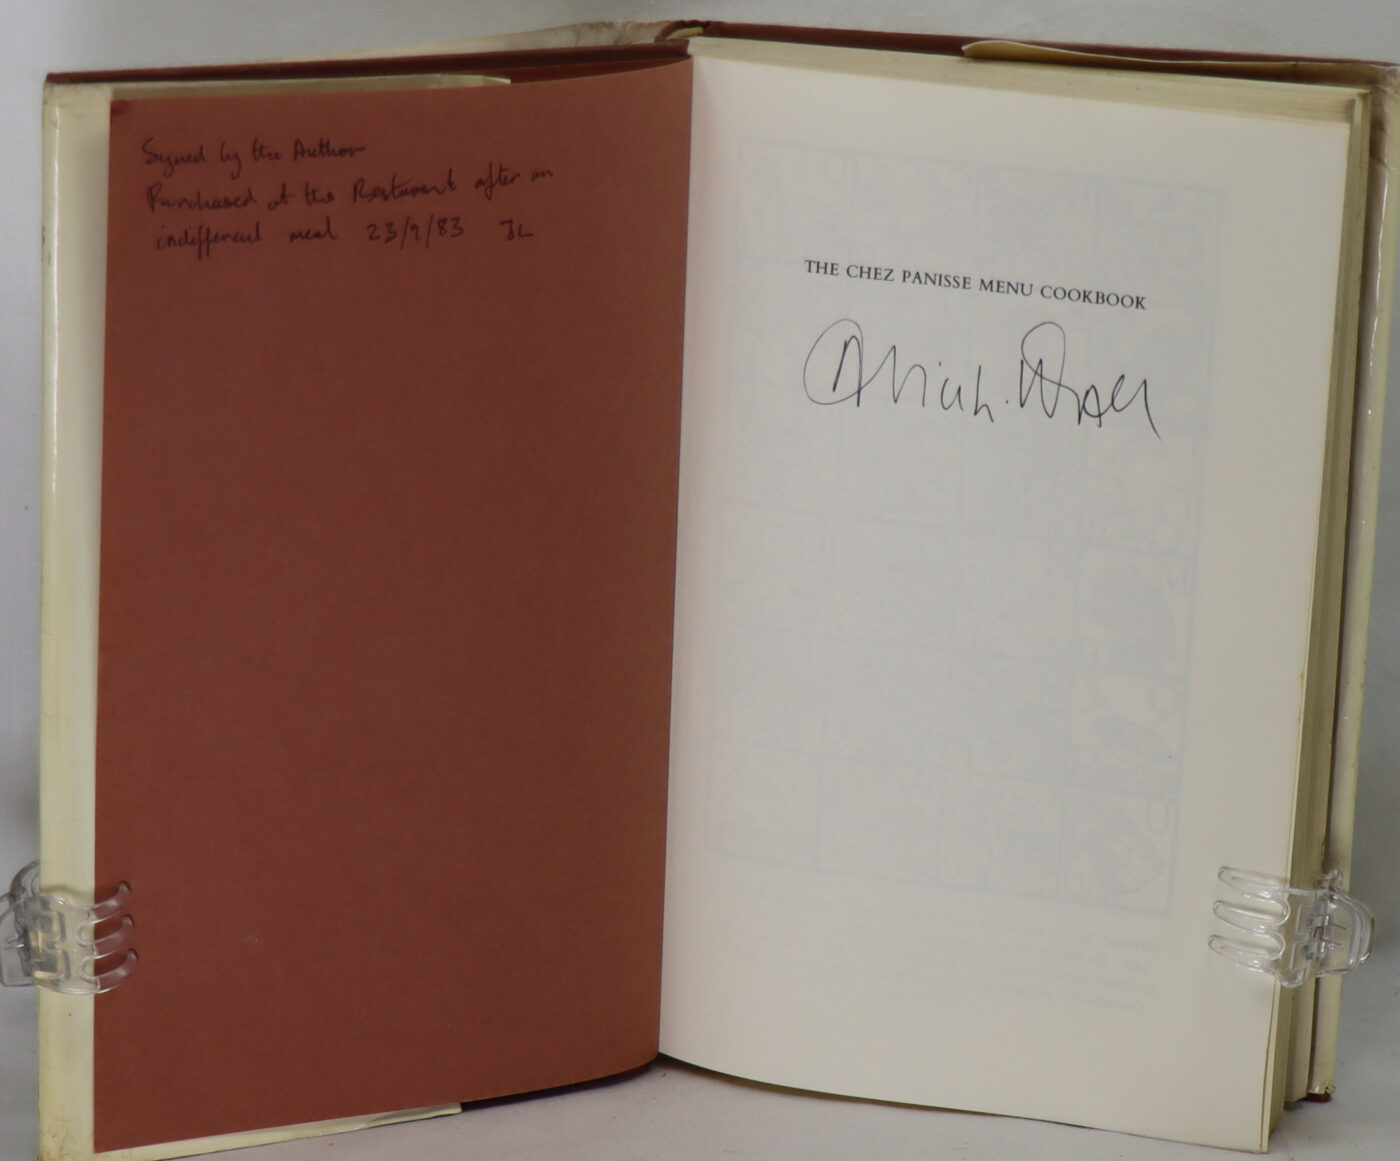 Signed by the Author
Purchased at the Restaurant after an
indifferent meal 23/9/83 JL
THE CHEZ PANISSE MENU COOKBOOK